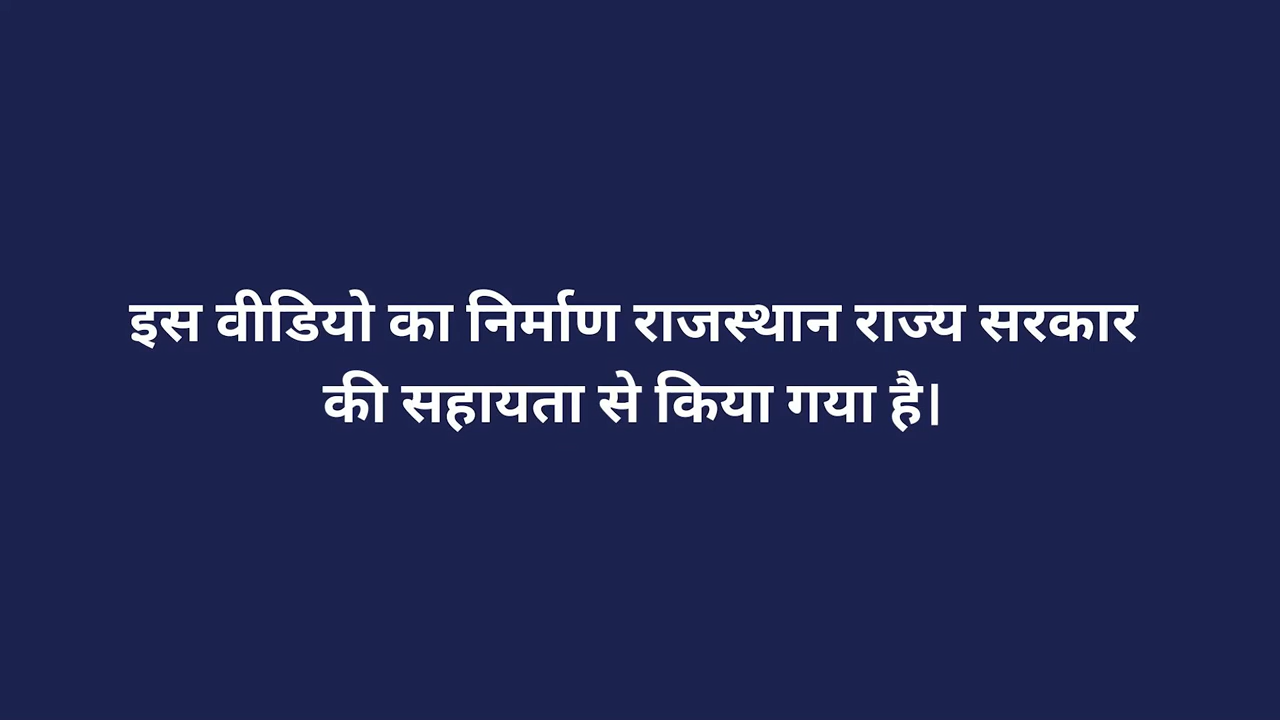 इस वीडियो का निर्माण राजस्थान राज्य सरकार
की सहायता से किया गया है।